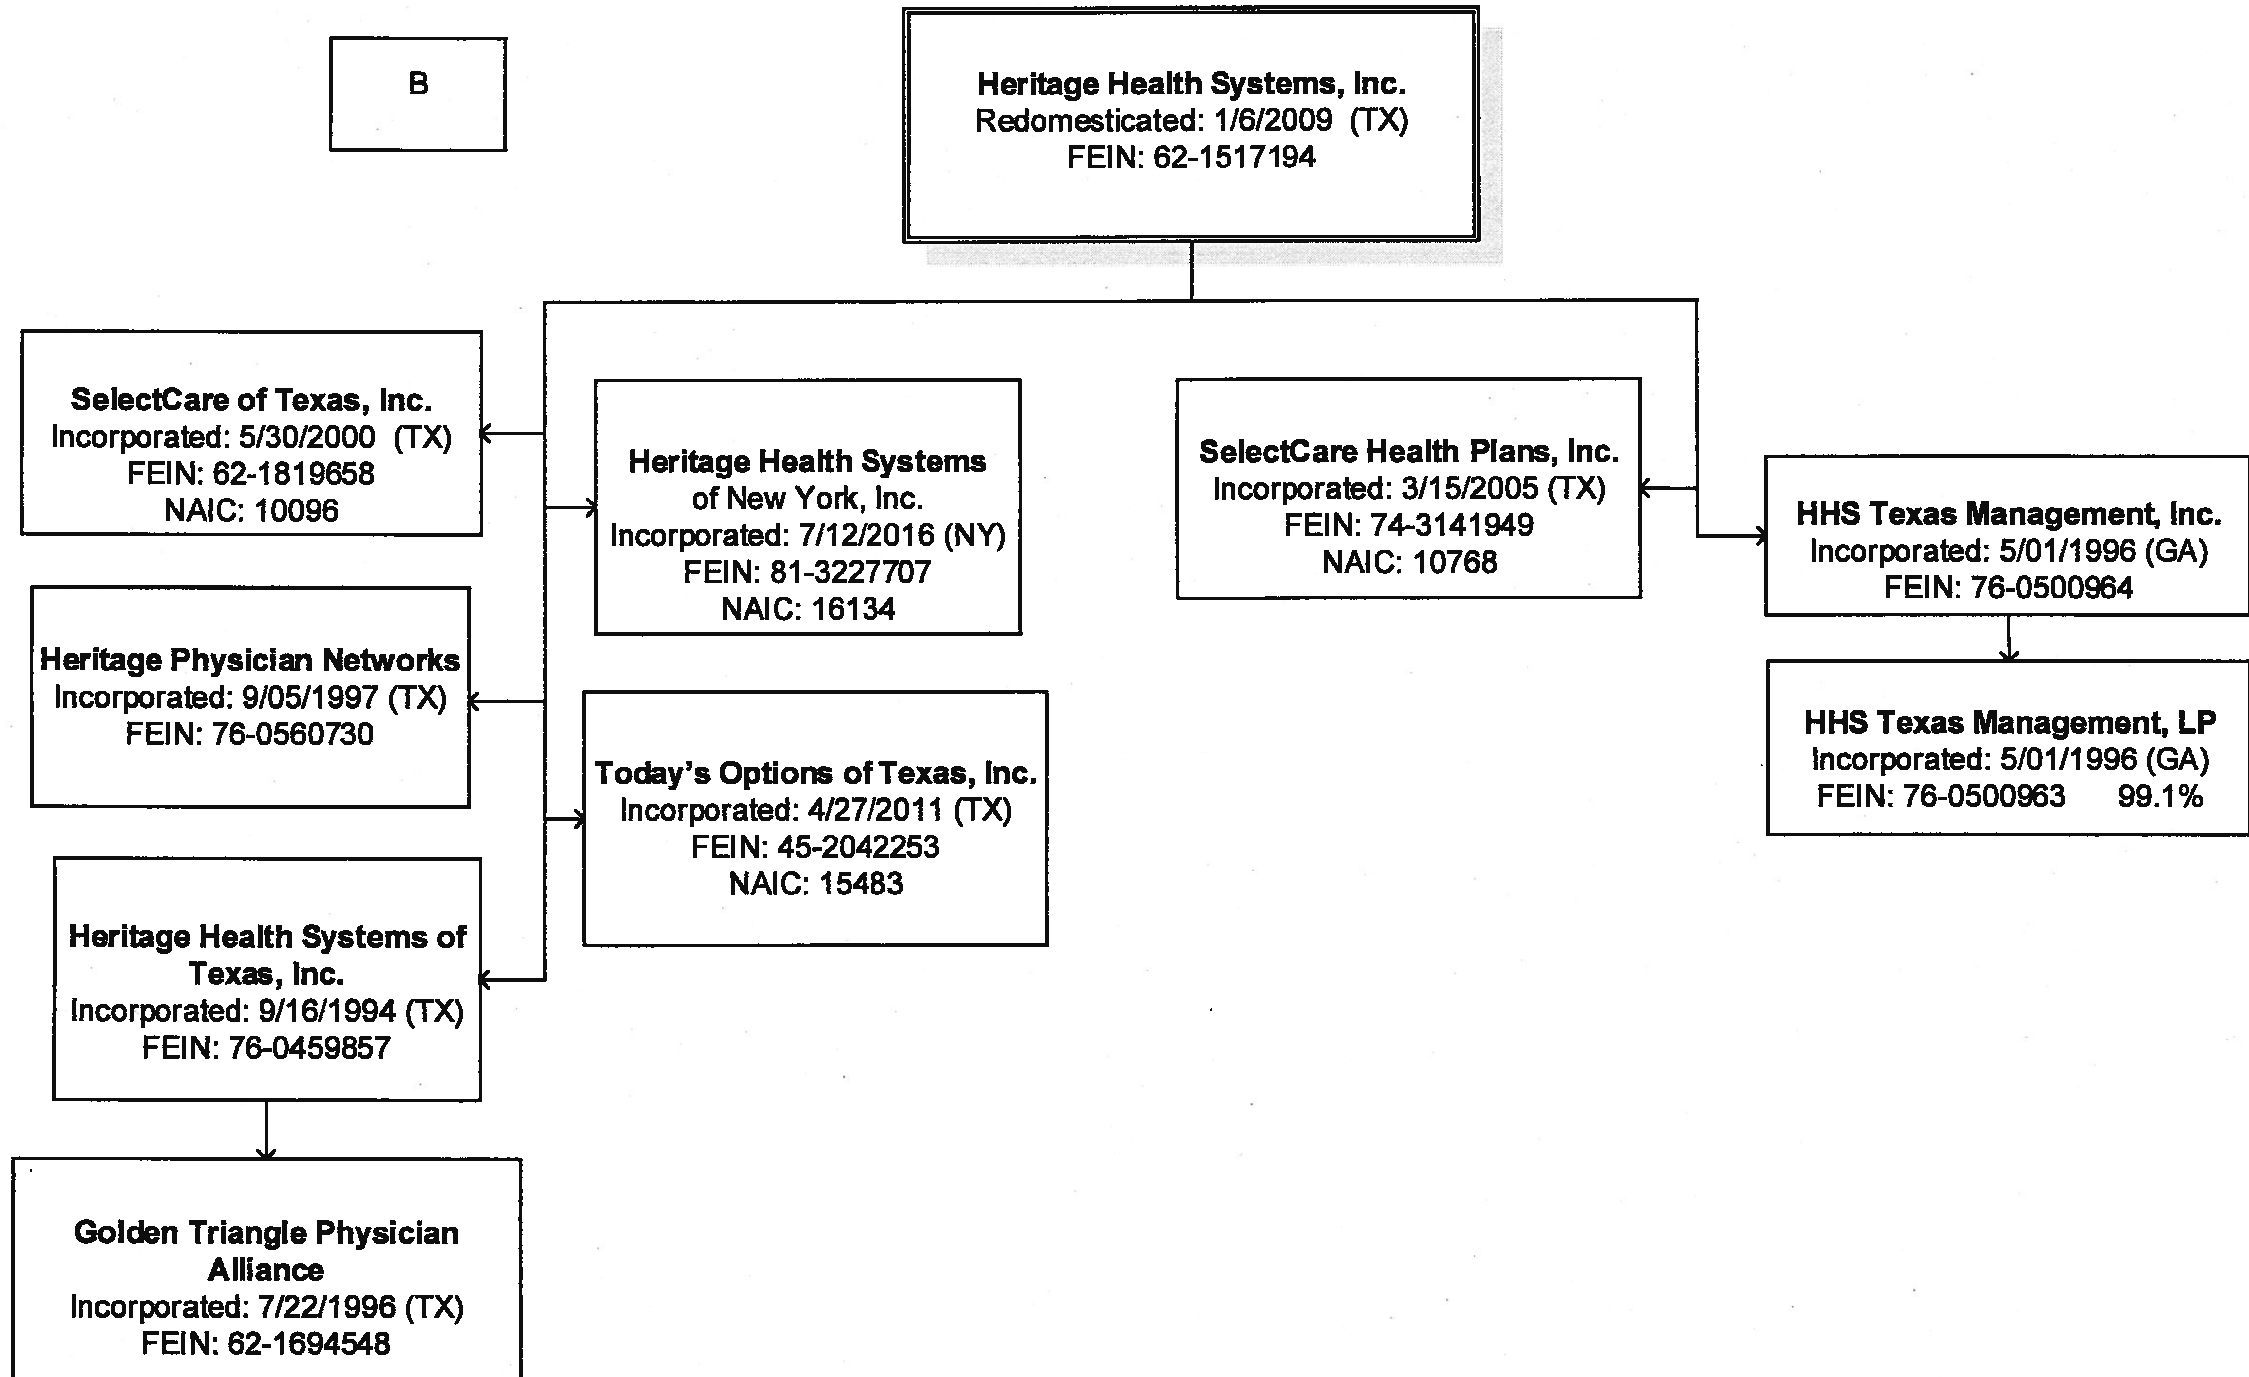 B
Heritage Health Systems, Inc.
Redomesticated: 1/6/2009 (TX)
FEIN: 62-1517194
SelectCare of Texas, Inc.
Incorporated: 5/30/2000 (TX)
FEIN: 62-1819658
NAIC: 10096
Heritage Health Systems
of New York, Inc.
Incorporated: 7/12/2016 (NY)
FEIN: 81-3227707
NAIC: 16134
SelectCare Health Plans, Inc.
Incorporated: 3/15/2005 (TX)
FEIN: 74-3141949
NAIC: 10768
HHS Texas Management, Inc.
Incorporated: 5/01/1996 (GA)
FEIN: 76-0500964
Heritage Physician Networks
Incorporated: 9/05/1997 (TX)
FEIN: 76-0560730
Today's Options of Texas, Inc.
Incorporated: 4/27/2011 (TX)
FEIN: 45-2042253
NAIC: 15483
HHS Texas Management, LP
Incorporated: 5/01/1996 (GA)
FEIN: 76-0500963 99.1%
Heritage Health Systems of
Texas, Inc.
Incorporated: 9/16/1994 (TX)
FEIN: 76-0459857
Golden Triangle Physician
Alliance
Incorporated: 7/22/1996 (TX)
FEIN: 62-1694548